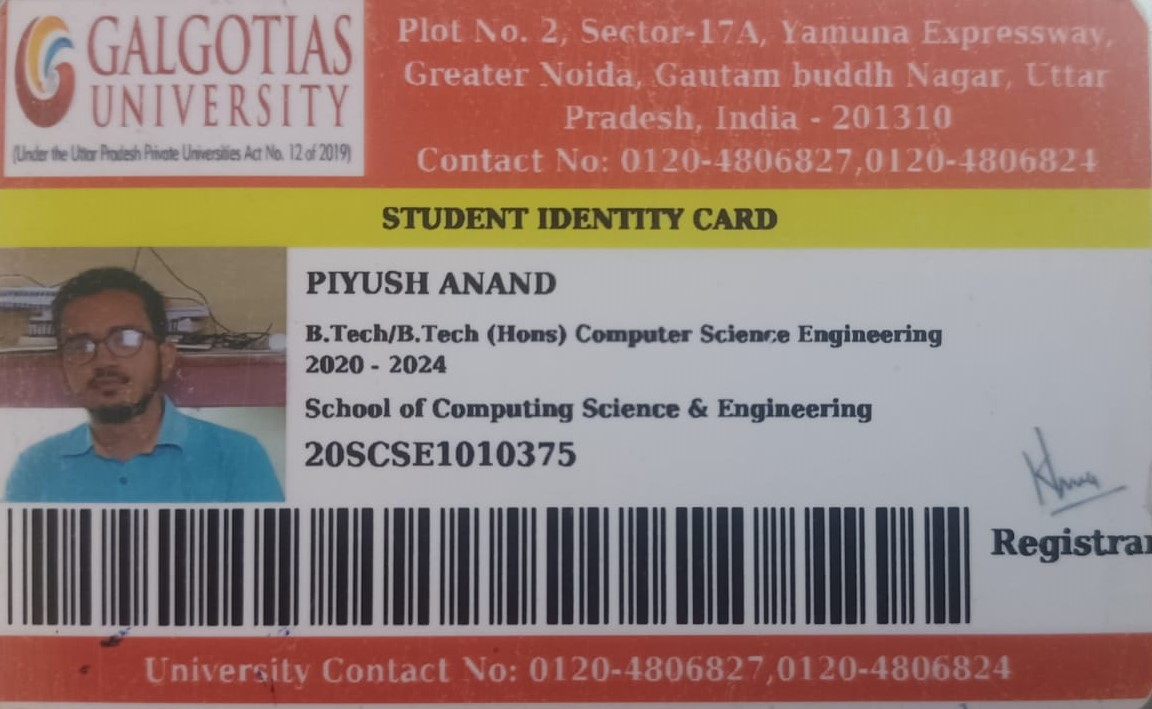 GALGOTIAS
UNIVERSITY
(Under the Uttar Pradesh Private Universities Act No. 12 of 2019)
Plot No. 2, Sector-17A, Yamuna Expressway,
Greater Noida, Gautam buddh Nagar, Uttar
Pradesh, India - 201310
Contact No: 0120-4806827,0120-4806824
STUDENT IDENTITY CARD
PIYUSH ANAND
B.Tech/B.Tech (Hons) Computer Science Engineering
2020 - 2024
School of Computing Science & Engineering
20SCSE1010375
Registrar
University Contact No: 0120-4806827,0120-4806824